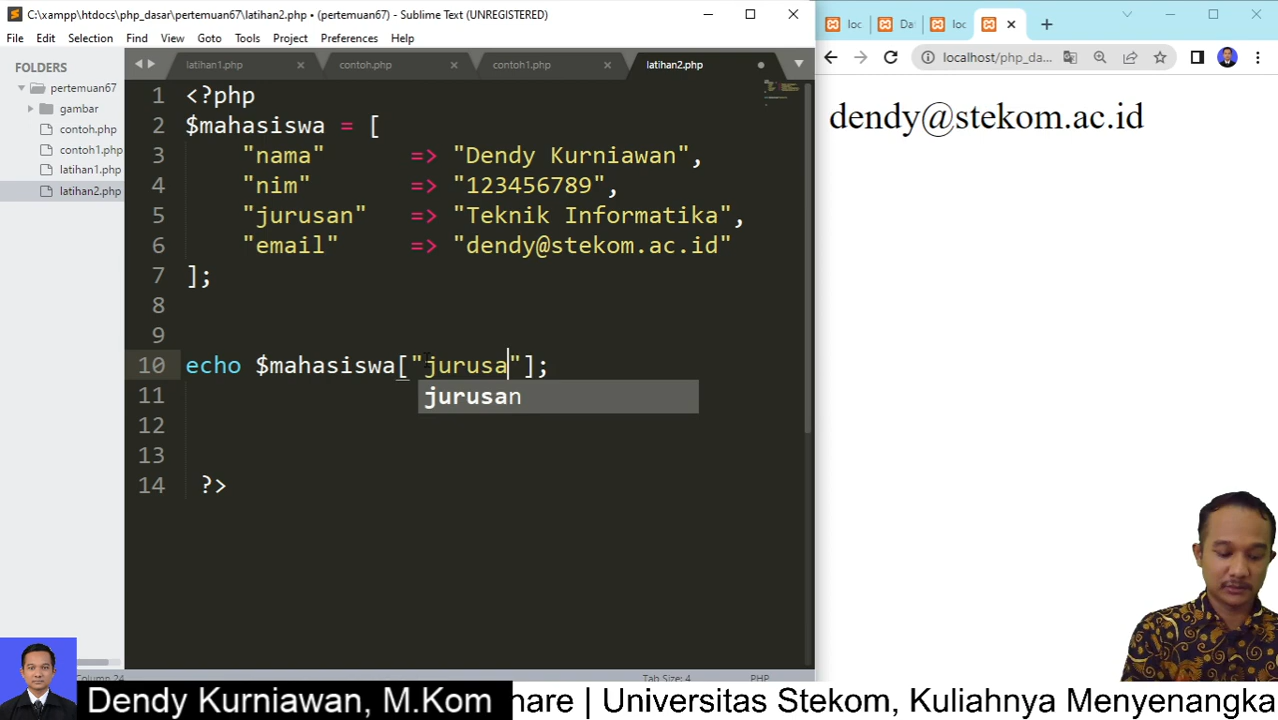 C:\xampp\htdocs\php_dasar\pertemuan67\latihan2.php • (pertemuan67) - Sublime Text (UNREGISTERED)
File Edit Selection Find View Goto Tools Project Preferences Help
FOLDERS
pertemuan67
gambar
contoh.php
contoh1.php
latihan1.php
latihan2.php
latihan1.php contoh.php contoh1.php latihan2.php
1 <?php
2 $mahasiswa = [
3 "nama" => "Dendy Kurniawan",
4 "nim" => "123456789",
5 "jurusan" => "Teknik Informatika",
6 "email" => "dendy@stekom.ac.id"
7 ];
8
9
10 echo $mahasiswa["jurusa"];
jurusan
11
12
13
14 ?>
Tab Size: 4 PHP
loc Da loc
localhost/php_da...
dendy@stekom.ac.id
Dendy Kurniawan, M.Kom
hare | Universitas Stekom, Kuliahnya Menyenangka